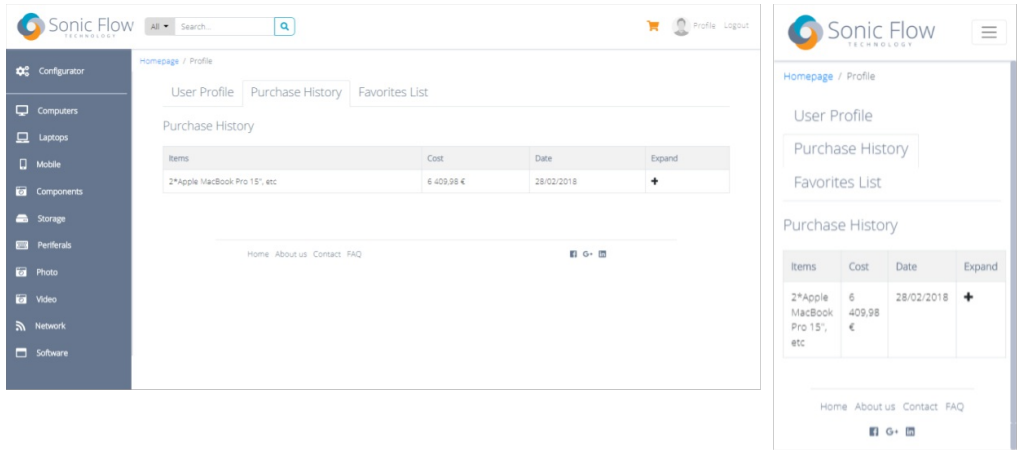 Sonic Flow
TECHNOLOGY
All
Search...
Profile Logout
Configurator
Computers
Laptops
Mobile
Components
Storage
Periferals
Photo
Video
Network
Software
Homepage / Profile
User Profile Purchase History Favorites List
Purchase History
Items Cost Date Expand
2*Apple MacBook Pro 15", etc 6 409,98 € 28/02/2018 +
Home About us Contact FAQ
G+ in
Sonic Flow
TECHNOLOGY
Homepage / Profile
User Profile
Purchase History
Favorites List
Purchase History
Items Cost Date Expand
2*Apple 6 28/02/2018 +
MacBook 409,98
Pro 15", €
etc
Home About us Contact FAQ
G+ in